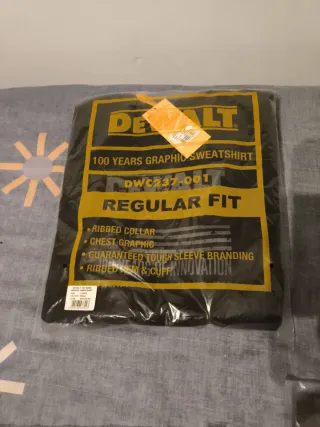 DEWALT
100 YEARS GRAPHIC SWEATSHIRT
DWC237.001
REGULAR FIT
• RIBBED COLLAR
• CHEST GRAPHIC
• GUARANTEED TOUGH SLEEVE BRANDING
• RIBBED HEM & CUFF